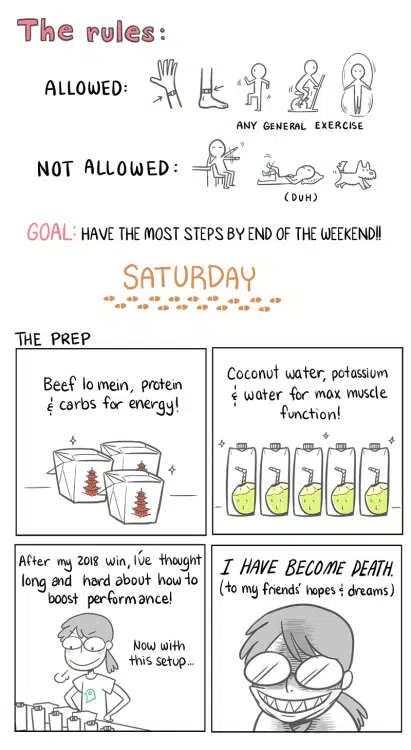 The rules:
ALLOWED:
ANY GENERAL EXERCISE
NOT ALLOWED:
(DUH)
GOAL: HAVE THE MOST STEPS BY END OF THE WEEKEND!!
SATURDAY
THE PREP
Beef lo mein, protein
& carbs for energy!
Coconut water, potassium
& water for max muscle
function!
After my 2018 win, I've thought
long and hard about how to
boost performance!
Now with
this setup...
I HAVE BECOME DEATH.
(to my friends' hopes & dreams)